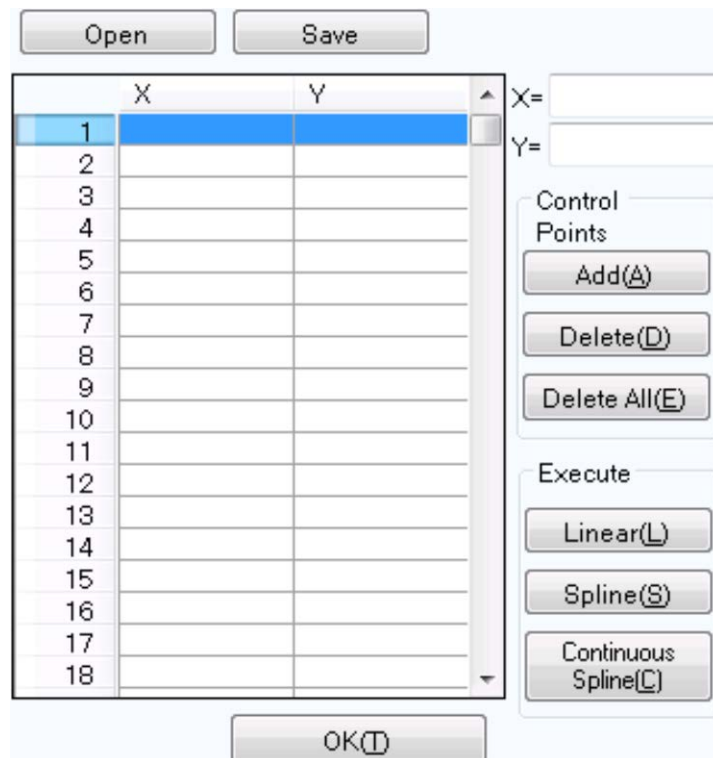 Open Save
X Y
X=
1
Y=
2
3
Control
4
Points
5
Add(A)
6
7
Delete(D)
8
9
Delete All(E)
10
11
12
Execute
13
14
Linear(L)
15
16
Spline(S)
17
18
Continuous
Spline(C)
OK(T)